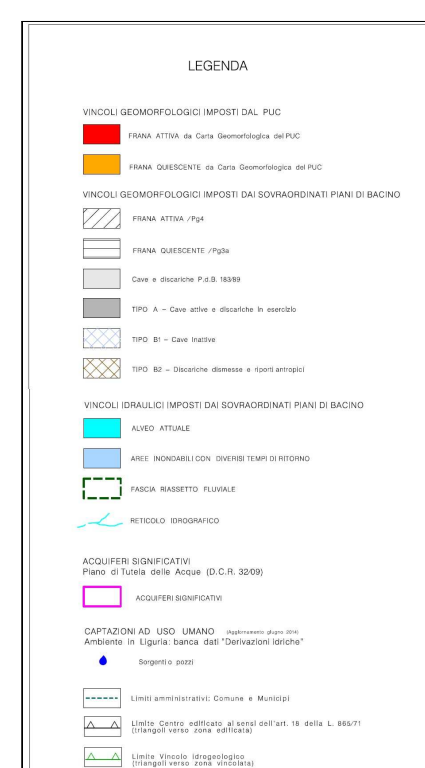 LEGENDA
VINCOLI GEOMORFOLOGICI IMPOSTI DAL PUC
FRANA ATTIVA da Carta Geomorfologica del PUC
FRANA QUIESCENTE da Carta Geomorfologica del PUC
VINCOLI GEOMORFOLOGICI IMPOSTI DAI SOVRAORDINATI PIANI DI BACINO
FRANA ATTIVA /Pg4
FRANA QUIESCENTE /Pg3a
Cave e discariche P.d.B. 183/89
TIPO A - Cave attive e discariche in esercizio
TIPO B1 - Cave inattive
TIPO B2 - Discariche dismesse e riporti antropici
VINCOLI IDRAULICI IMPOSTI DAI SOVRAORDINATI PIANI DI BACINO
ALVEO ATTUALE
AREE INONDABILI CON DIVERISI TEMPI DI RITORNO
FASCIA RIASSETTO FLUVIALE
RETICOLO IDROGRAFICO
ACQUIFERI SIGNIFICATIVI
Piano di Tutela delle Acque (D.C.R. 32/09)
ACQUIFERI SIGNIFICATIVI
CAPTAZIONI AD USO UMANO (Aggiornamento giugno 2014)
Ambiente in Liguria: banca dati "Derivazioni idriche"
Sorgenti o pozzi
Limiti amministrativi: Comune e Municipi
Limite Centro edificato ai sensi dell'art. 18 della L. 865/71
(triangoli verso zona edificata)
Limite Vincolo Idrogeologico
(triangoli verso zona vincolata)